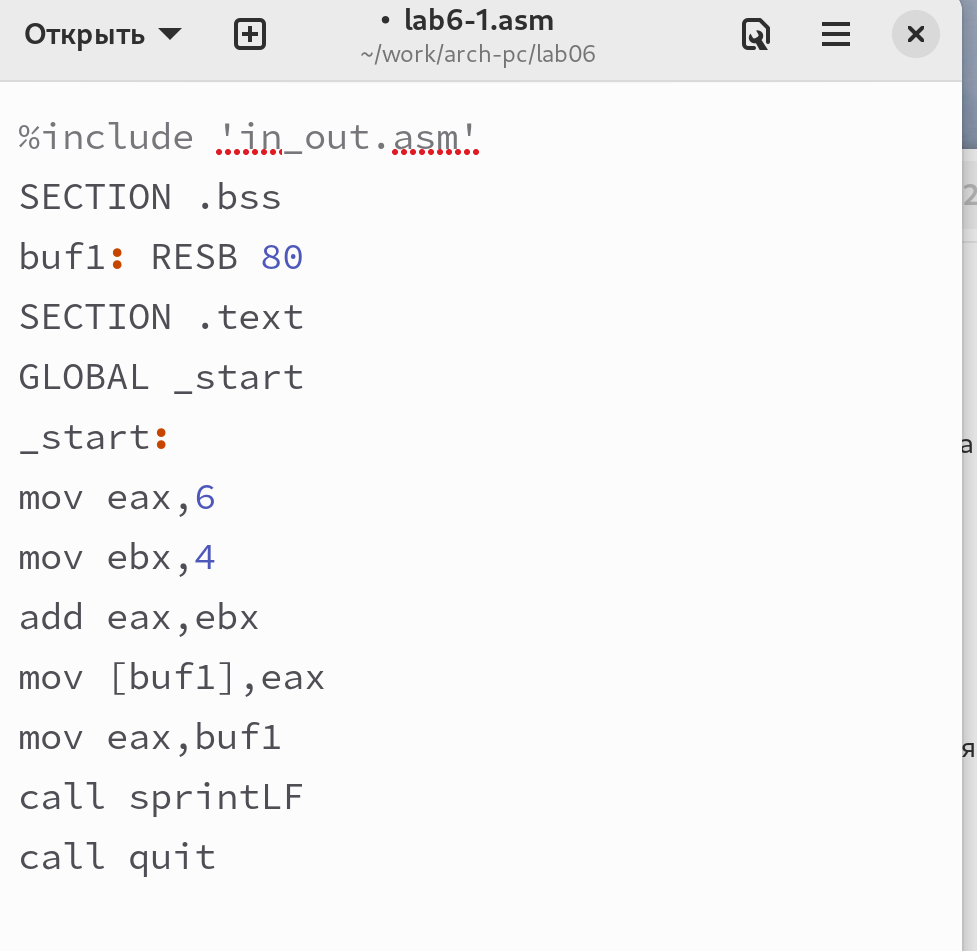 Открыть
• lab6-1.asm
~/work/arch-pc/lab06
%include 'in_out.asm'
SECTION .bss
buf1: RESB 80
SECTION .text
GLOBAL _start
_start:
mov eax,6
mov ebx,4
add eax,ebx
mov [buf1],eax
mov eax,buf1
call sprintLF
call quit
2
а
я